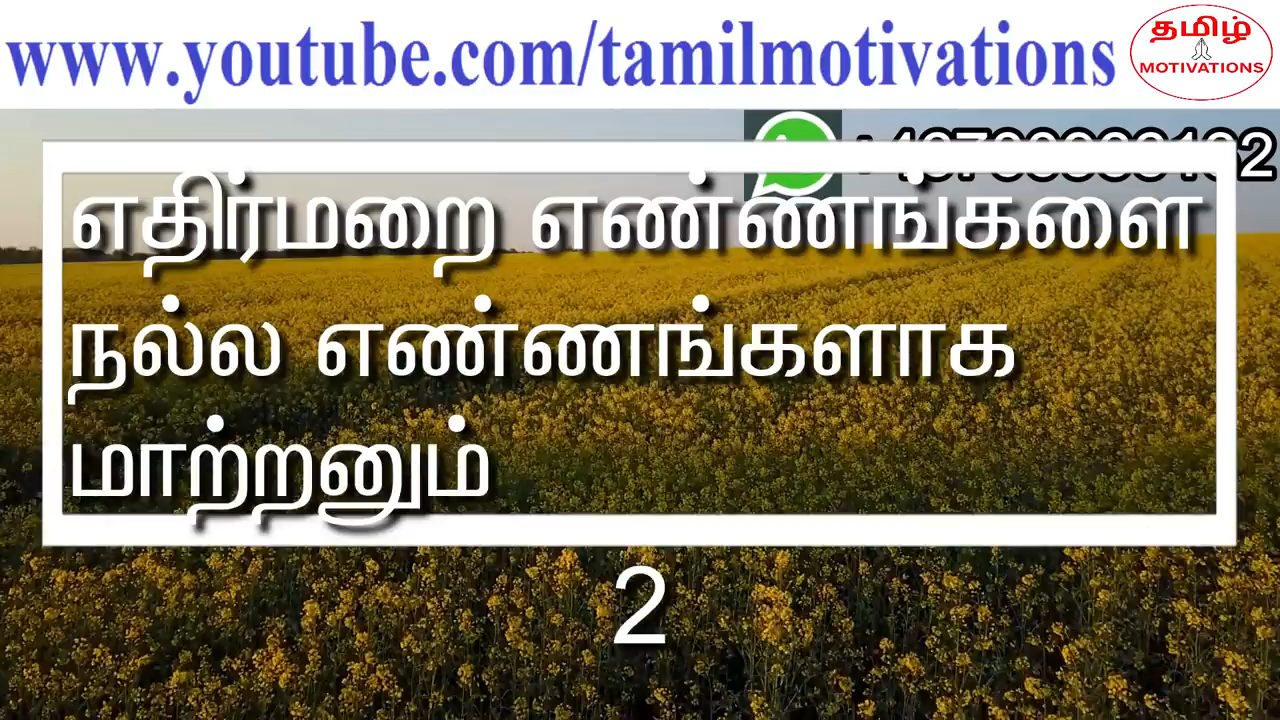 www.youtube.com/tamilmotivations
தமிழ்
MOTIVATIONS
எதிர்மறை எண்ணங்களை
நல்ல எண்ணங்களாக
மாற்றனும்
2